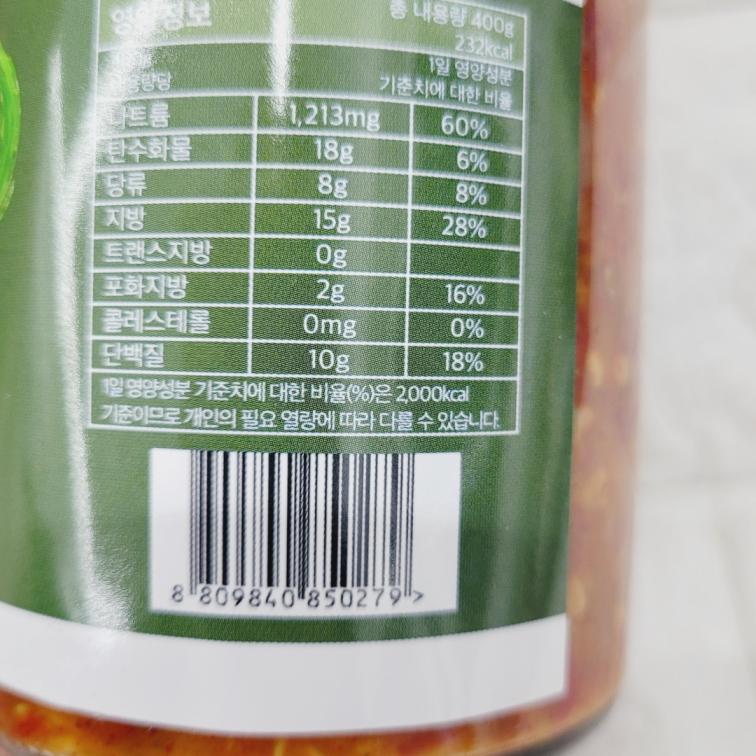 영양정보
총 내용량 400g
232kcal
1일 영양성분
기준치에 대한 비율
나트륨 1,213mg 60%
탄수화물 18g 6%
당류 8g 8%
지방 15g 28%
트랜스지방 0g
포화지방 2g 16%
콜레스테롤 0mg 0%
단백질 10g 18%
1일 영양성분 기준치에 대한 비율(%)은 2,000kcal
기준이므로 개인의 필요 열량에 따라 다를 수 있습니다.
8 809840 850279 >